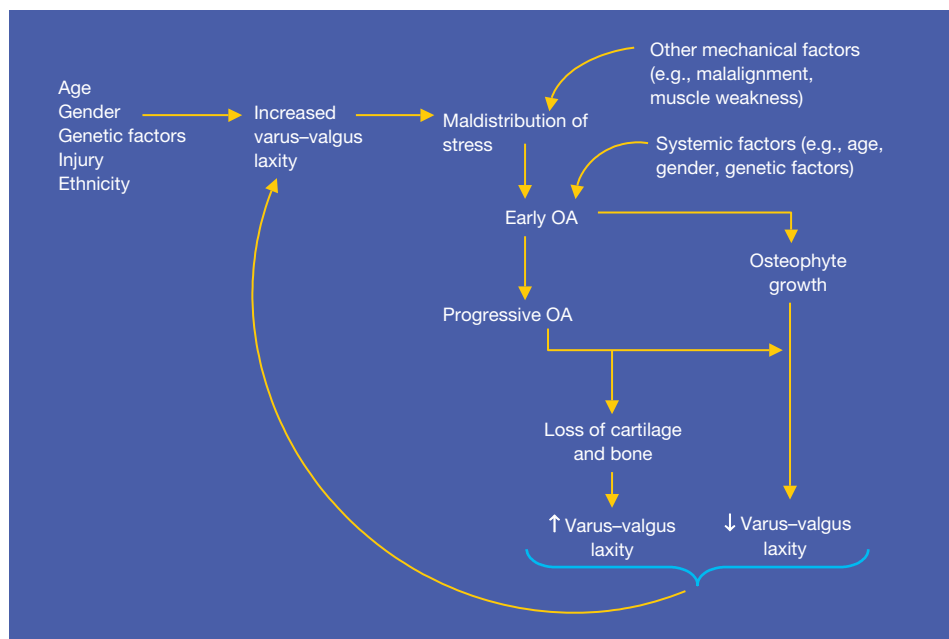 Age
Gender
Genetic factors
Injury
Ethnicity
Increased
varus–valgus
laxity
Maldistribution of
stress
Other mechanical factors
(e.g., malalignment,
muscle weakness)
Systemic factors (e.g., age,
gender, genetic factors)
Early OA
Osteophyte
growth
Progressive OA
Loss of cartilage
and bone
↑ Varus–valgus
laxity
↓ Varus–valgus
laxity